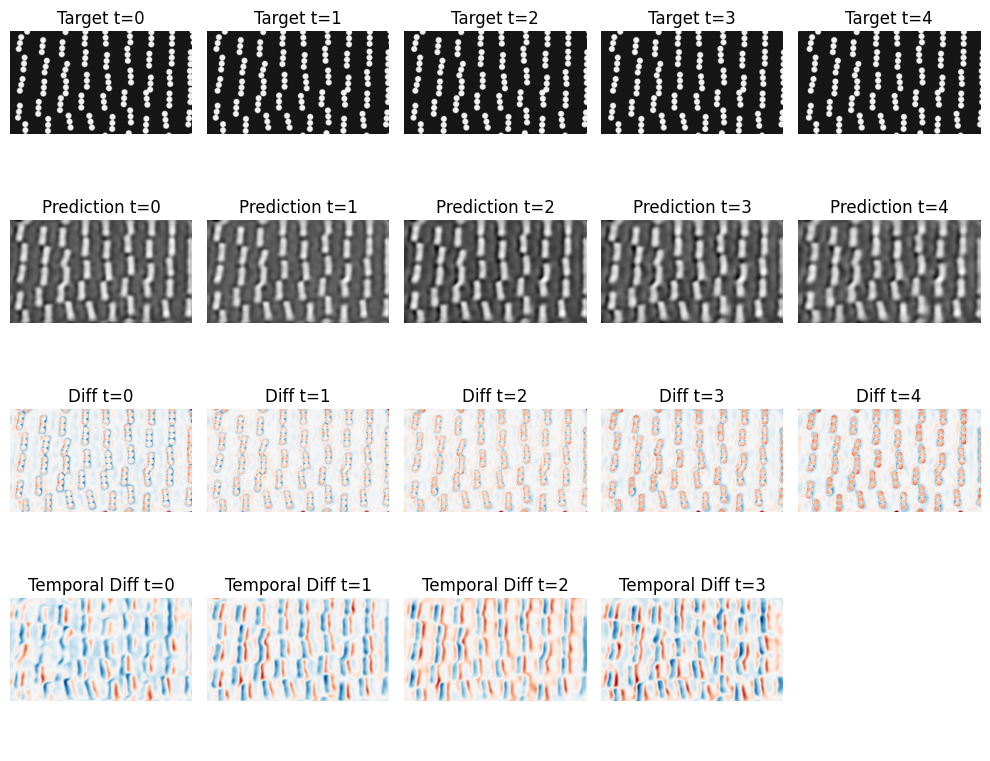 Target t=0 Target t=1 Target t=2 Target t=3 Target t=4
Prediction t=0 Prediction t=1 Prediction t=2 Prediction t=3 Prediction t=4
Diff t=0 Diff t=1 Diff t=2 Diff t=3 Diff t=4
Temporal Diff t=0 Temporal Diff t=1 Temporal Diff t=2 Temporal Diff t=3